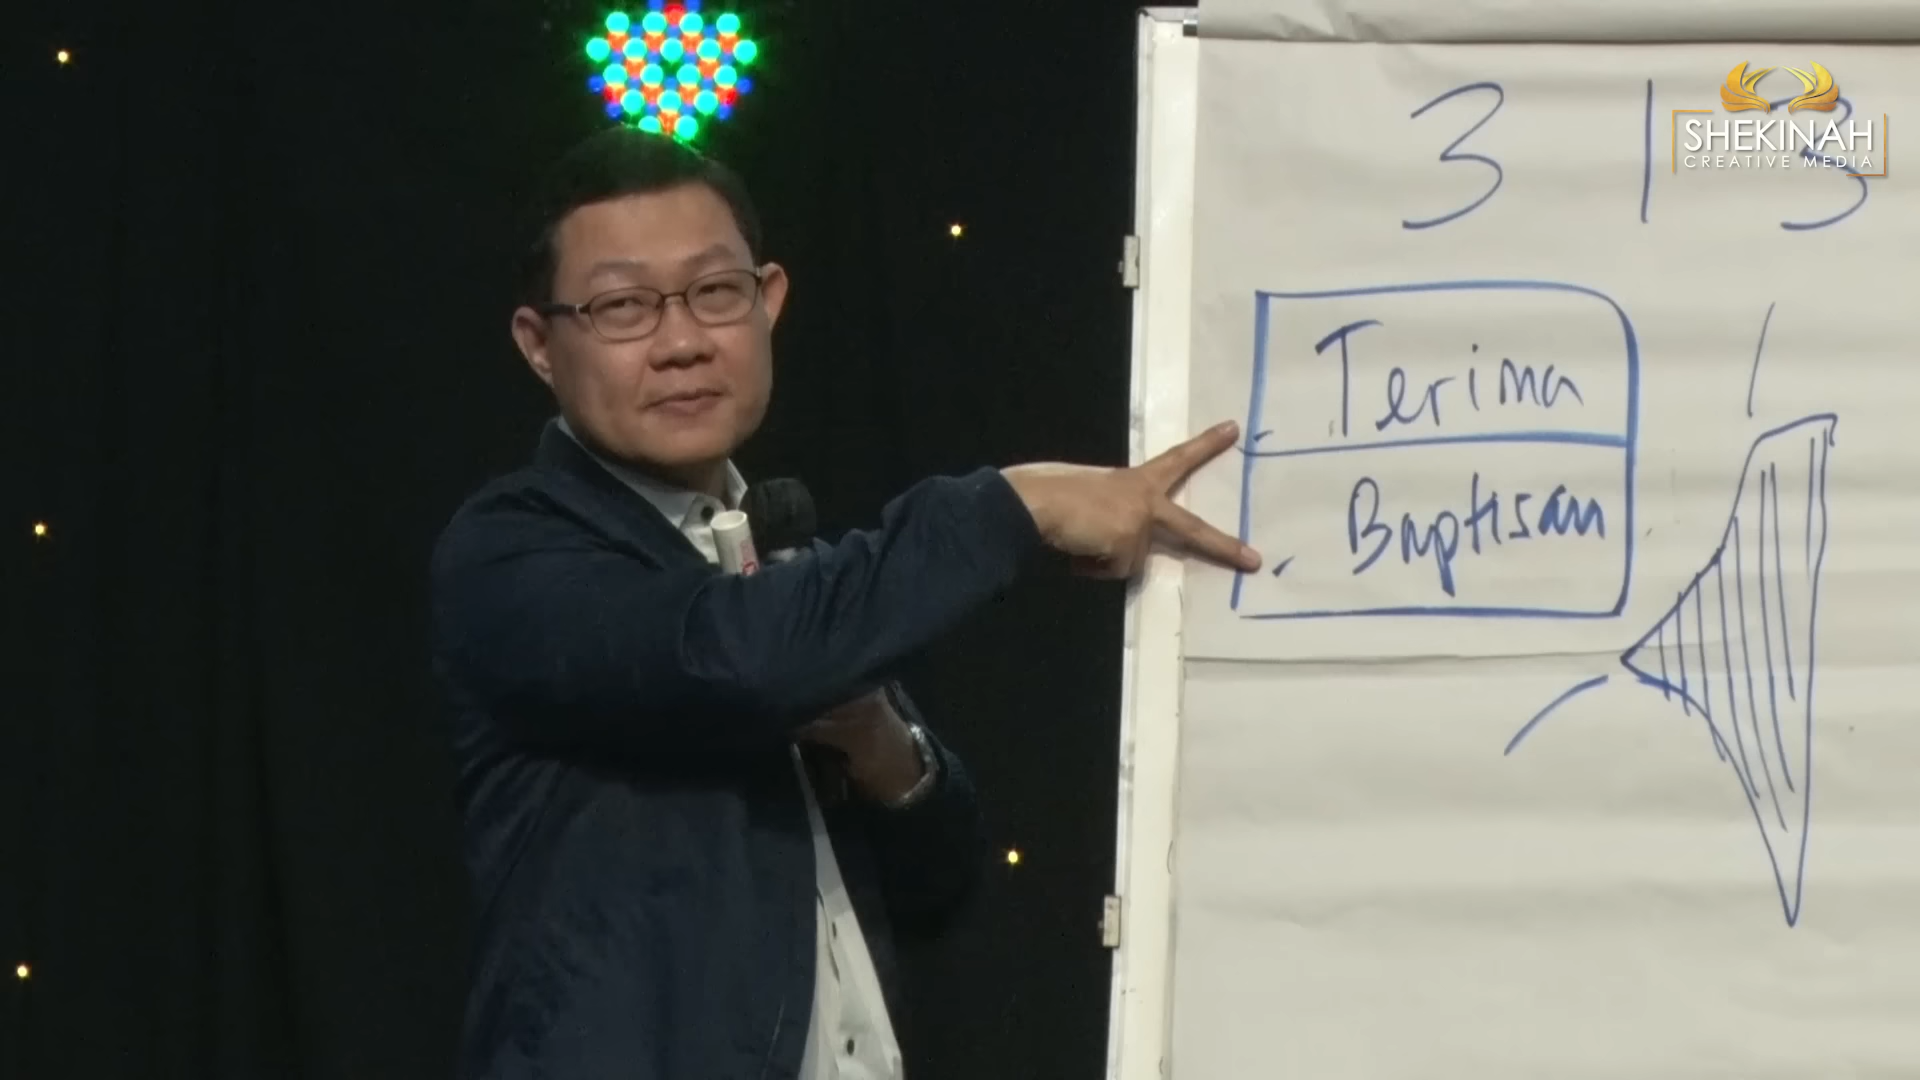 3 1 3
SHEKINAH
CREATIVE MEDIA
Terima
Baptisan